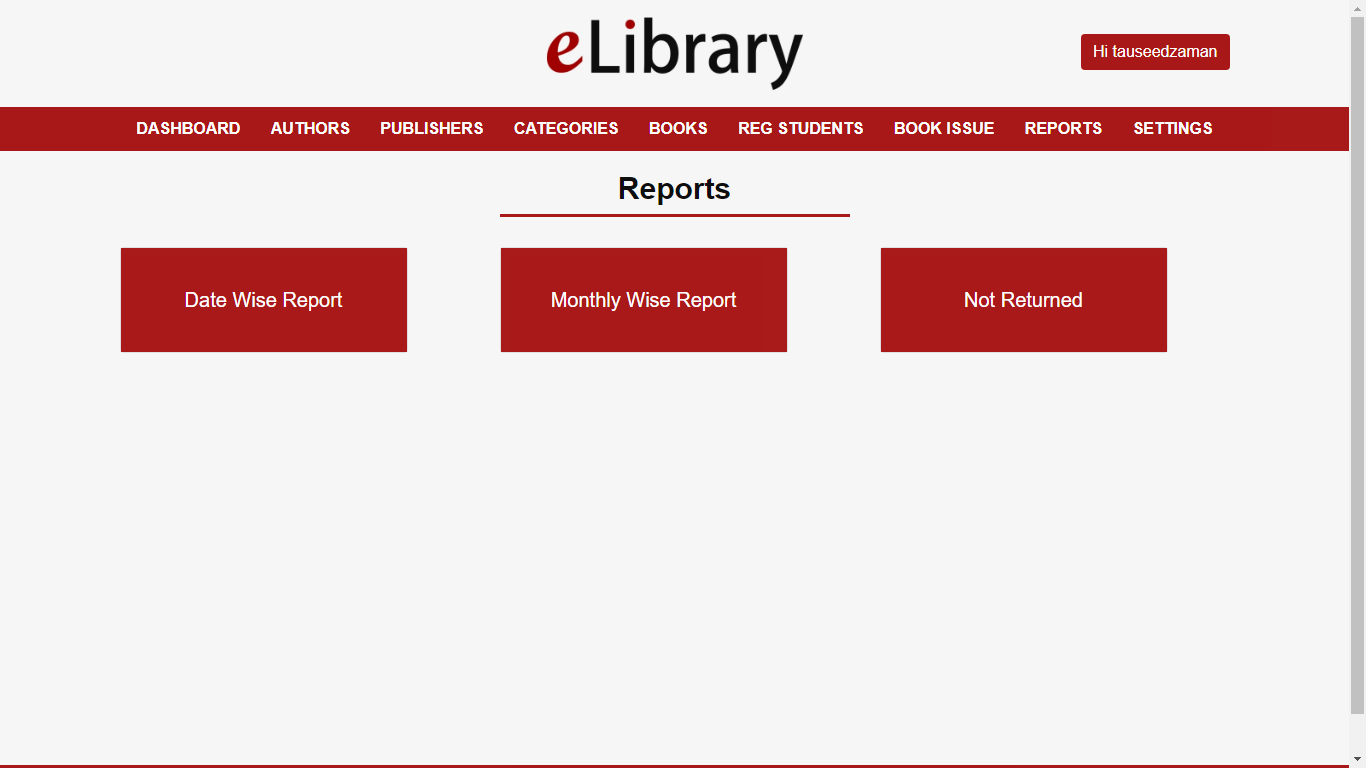 eLibrary
Hi tauseedzaman
DASHBOARD AUTHORS PUBLISHERS CATEGORIES BOOKS REG STUDENTS BOOK ISSUE REPORTS SETTINGS
Reports
Date Wise Report Monthly Wise Report Not Returned